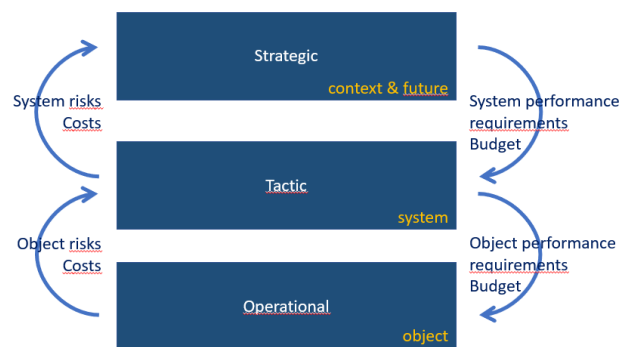 Strategic
context & future
System risks
Costs
System performance
requirements
Budget
Tactic
system
Object risks
Costs
Object performance
requirements
Budget
Operational
object